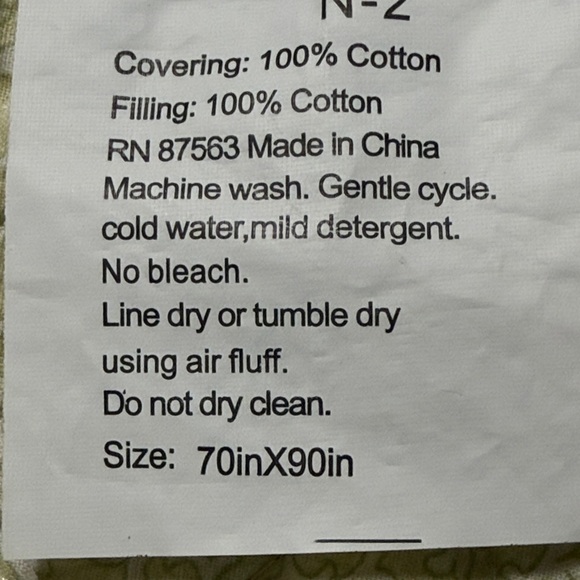 N-2
Covering: 100% Cotton
Filling: 100% Cotton
RN 87563 Made in China
Machine wash. Gentle cycle.
cold water,mild detergent.
No bleach.
Line dry or tumble dry
using air fluff.
Do not dry clean.
Size: 70inX90in